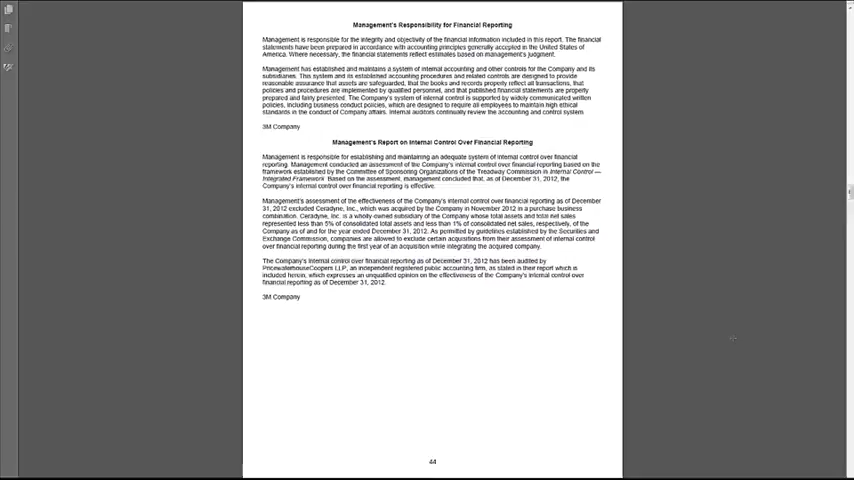 Management's Responsibility for Financial Reporting
Management is responsible for the integrity and objectivity of the financial information included in this report. The financial
statements have been prepared in accordance with accounting principles generally accepted in the United States of
America. Where necessary, the financial statements reflect estimates based on management's judgment.
Management has established and maintains a system of internal accounting and other controls for the Company and its
subsidiaries. This system and its established accounting procedures and related controls are designed to provide
reasonable assurance that assets are safeguarded, that the books and records properly reflect all transactions, that
policies and procedures are implemented by qualified personnel, and that published financial statements are properly
prepared and fairly presented. The Company's system of internal control is supported by widely communicated written
policies, including business conduct policies, which are designed to require all employees to maintain high ethical
standards in the conduct of Company affairs. Internal auditors continually review the accounting and control system.
3M Company
Management's Report on Internal Control Over Financial Reporting
Management is responsible for establishing and maintaining an adequate system of internal control over financial
reporting. Management conducted an assessment of the Company's internal control over financial reporting based on the
framework established by the Committee of Sponsoring Organizations of the Treadway Commission in Internal Control —
Integrated Framework. Based on the assessment, management concluded that, as of December 31, 2012, the
Company's internal control over financial reporting is effective.
Management's assessment of the effectiveness of the Company's internal control over financial reporting as of December
31, 2012 excluded Ceradyne, Inc., which was acquired by the Company in November 2012 in a purchase business
combination. Ceradyne, Inc. is a wholly-owned subsidiary of the Company whose total assets and total net sales
represented less than 5% of consolidated total assets and less than 1% of consolidated net sales, respectively, of the
Company as of and for the year ended December 31, 2012. As permitted by guidelines established by the Securities and
Exchange Commission, companies are allowed to exclude certain acquisitions from their assessment of internal control
over financial reporting during the first year of an acquisition while integrating the acquired company.
The Company's internal control over financial reporting as of December 31, 2012 has been audited by
PricewaterhouseCoopers LLP, an independent registered public accounting firm, as stated in their report which is
included herein, which expresses an unqualified opinion on the effectiveness of the Company's internal control over
financial reporting as of December 31, 2012.
3M Company
44